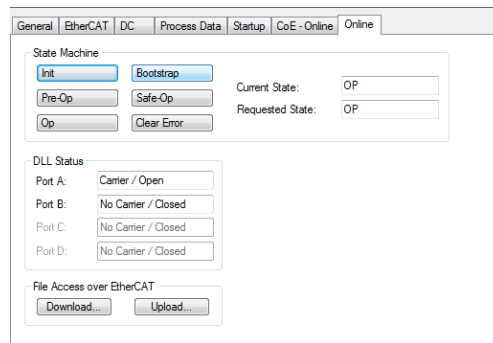 General EtherCAT DC Process Data Startup CoE - Online Online
State Machine
Init Bootstrap
Current State: OP
Pre-Op Safe-Op
Requested State: OP
Op Clear Error
DLL Status
Port A: Carrier / Open
Port B: No Carrier / Closed
Port C: No Carrier / Closed
Port D: No Carrier / Closed
File Access over EtherCAT
Download... Upload...